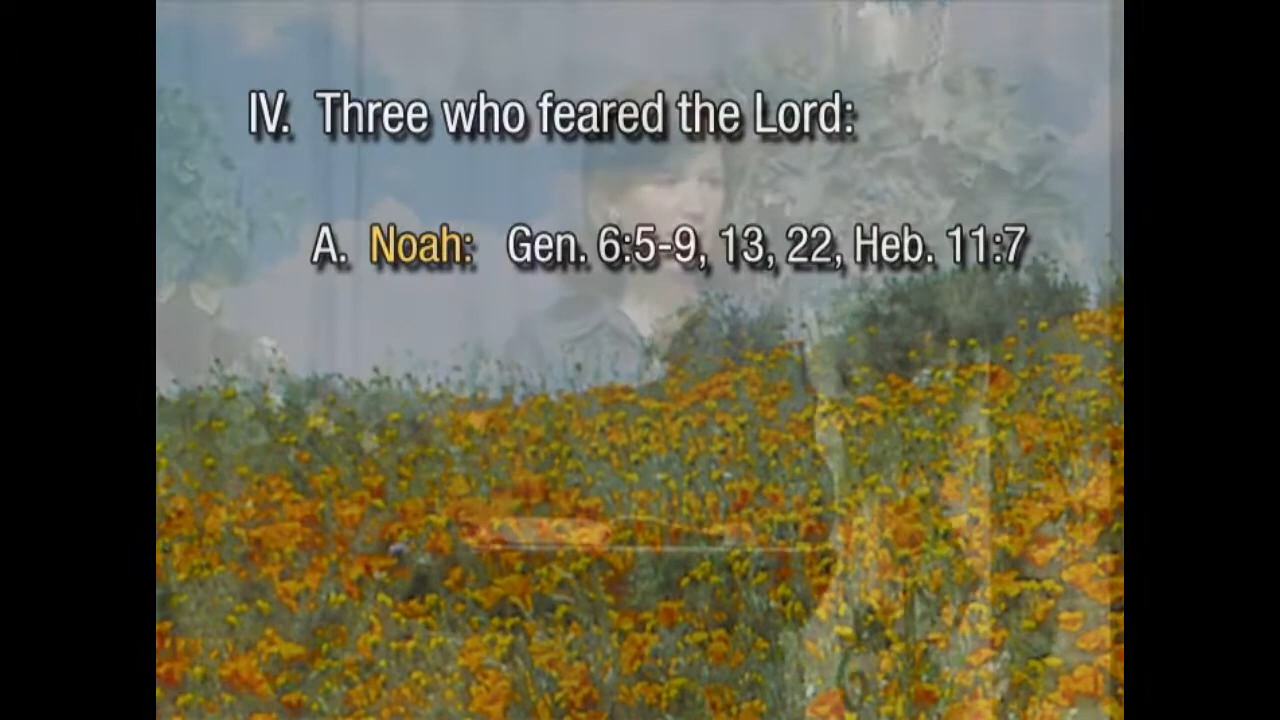 IV. Three who feared the Lord:
A. Noah: Gen. 6:5-9, 13, 22, Heb. 11:7